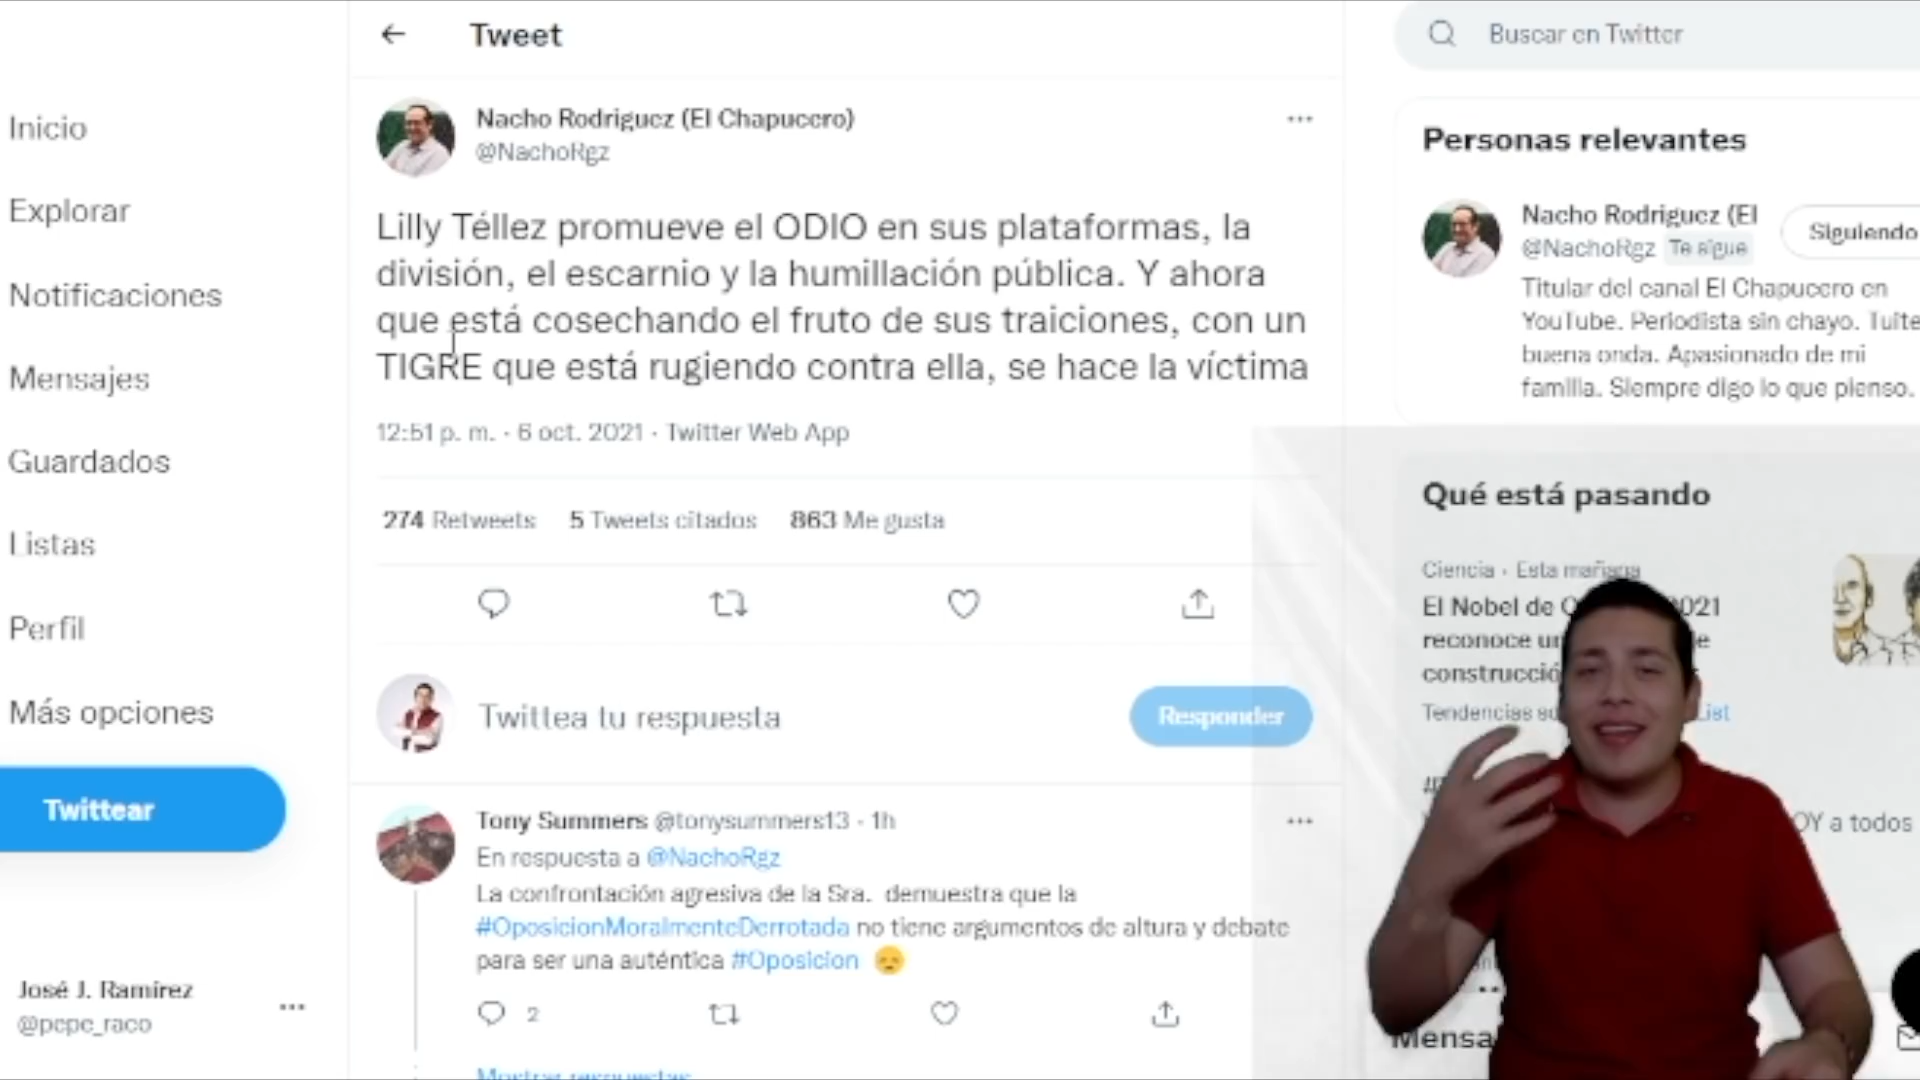 Inicio
Explorar
Notificaciones
Mensajes
Guardados
Listas
Perfil
Más opciones
Twittear
José J. Ramírez
@pepe_raco
Tweet
Nacho Rodriguez (El Chapucero)
@NachoRgz
Lilly Téllez promueve el ODIO en sus plataformas, la
división, el escarnio y la humillación pública. Y ahora
que está cosechando el fruto de sus traiciones, con un
TIGRE que está rugiendo contra ella, se hace la víctima
12:51 p. m. · 6 oct. 2021 · Twitter Web App
274 Retweets 5 Tweets citados 863 Me gusta
Twittea tu respuesta
Responder
Tony Summers @tonysummers13 · 1h
En respuesta a @NachoRgz
La confrontación agresiva de la Sra. demuestra que la
#OposicionMoralmenteDerrotada no tiene argumentos de altura y debate
para ser una auténtica #Oposicion
2
Mostrar respuestas
Buscar en Twitter
Personas relevantes
Nacho Rodriguez (El
@NachoRgz Te sigue
Siguiendo
Titular del canal El Chapucero en
YouTube. Periodista sin chayo. Tuite
buena onda. Apasionado de mi
familia. Siempre digo lo que pienso.
Qué está pasando
Ciencia · Esta mañana
El Nobel de 2021
reconoce
Tendencias
OY a todos